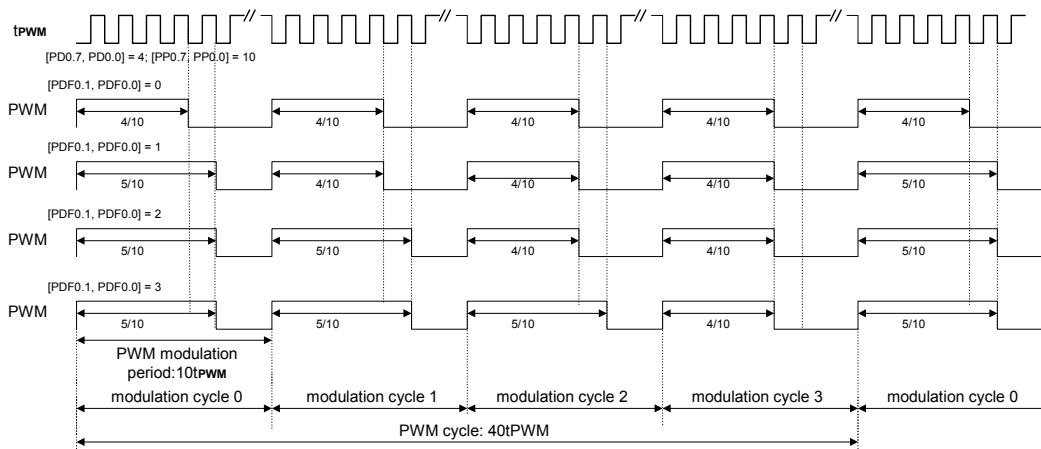 tPWM
[PD0.7, PD0.0] = 4; [PP0.7, PP0.0] = 10
[PDF0.1, PDF0.0] = 0
PWM
4/10
4/10
4/10
4/10
4/10
[PDF0.1, PDF0.0] = 1
PWM
5/10
4/10
4/10
4/10
5/10
[PDF0.1, PDF0.0] = 2
PWM
5/10
5/10
4/10
4/10
5/10
[PDF0.1, PDF0.0] = 3
PWM
5/10
5/10
5/10
4/10
5/10
PWM modulation
period:10tPWM
modulation cycle 0
modulation cycle 1
modulation cycle 2
modulation cycle 3
modulation cycle 0
PWM cycle: 40tPWM